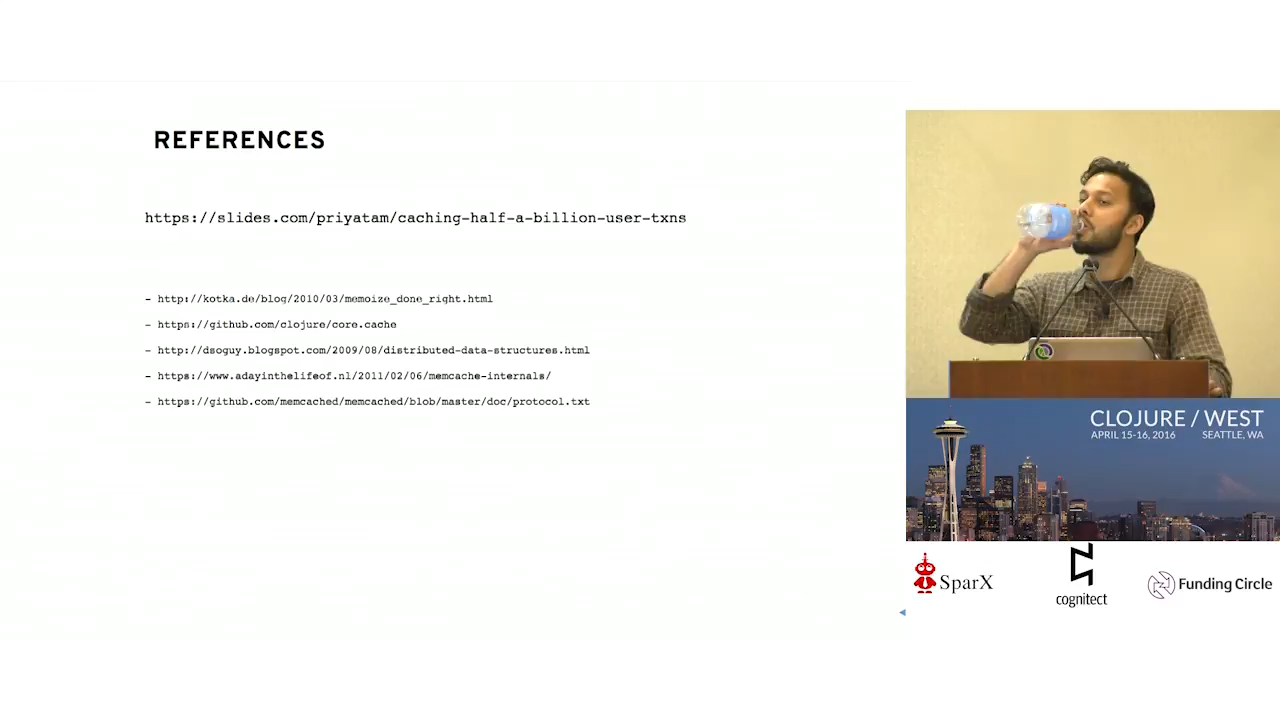 REFERENCES
https://slides.com/priyatam/caching-half-a-billion-user-txns
- http://kotka.de/blog/2010/03/memoize_done_right.html
- https://github.com/clojure/core.cache
- http://dsoguy.blogspot.com/2009/08/distributed-data-structures.html
- https://www.adayinthelifeof.nl/2011/02/06/memcache-internals/
- https://github.com/memcached/memcached/blob/master/doc/protocol.txt
CLOJURE / WEST
APRIL 15-16, 2016 SEATTLE, WA
SparX
cognitect
Funding Circle